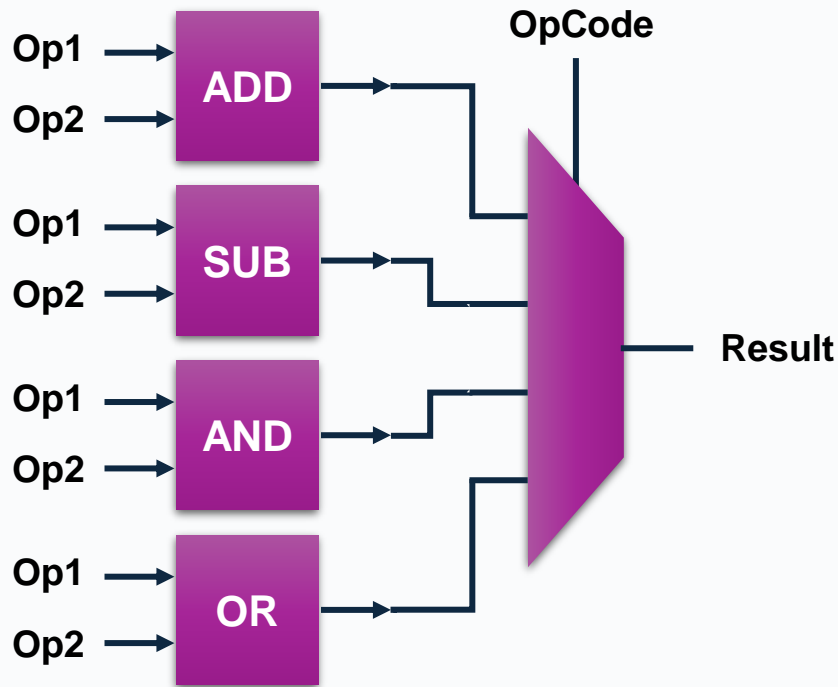 OpCode
Op1
Op2
ADD
Op1
Op2
SUB
Op1
Op2
AND
Op1
Op2
OR
Result